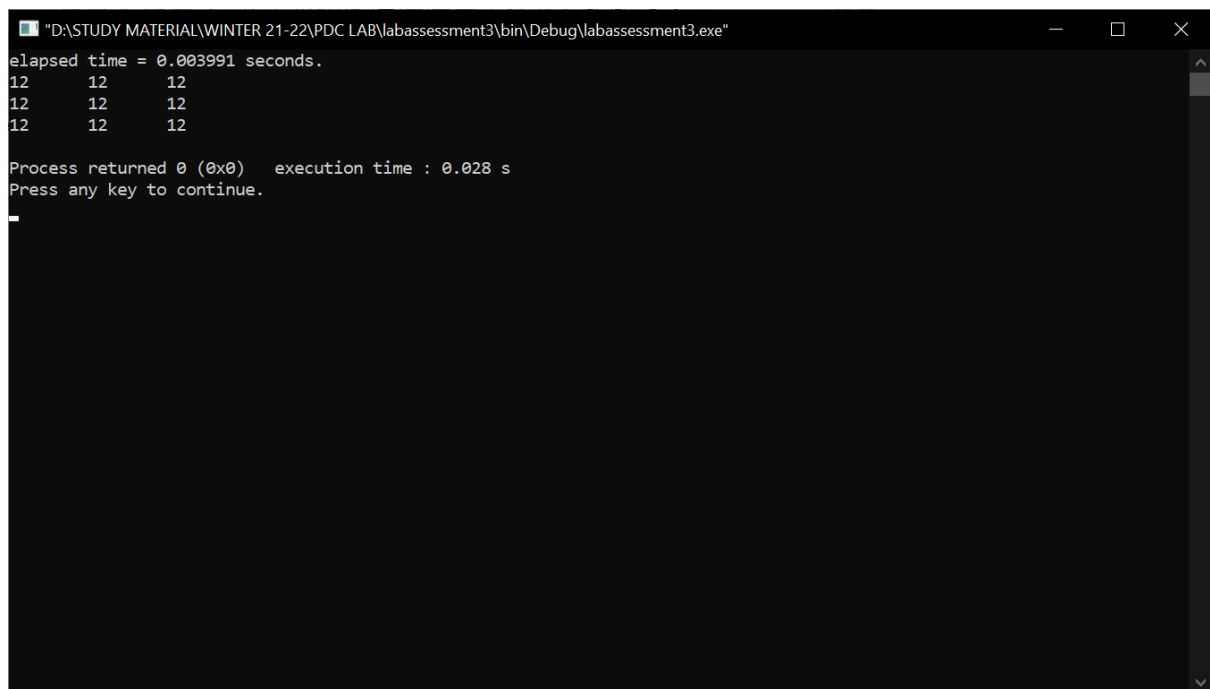 "D:\STUDY MATERIAL\WINTER 21-22\PDC LAB\labassessment3\bin\Debug\labassessment3.exe"
elapsed time = 0.003991 seconds.
12 12 12
12 12 12
12 12 12
Process returned 0 (0x0) execution time : 0.028 s
Press any key to continue.